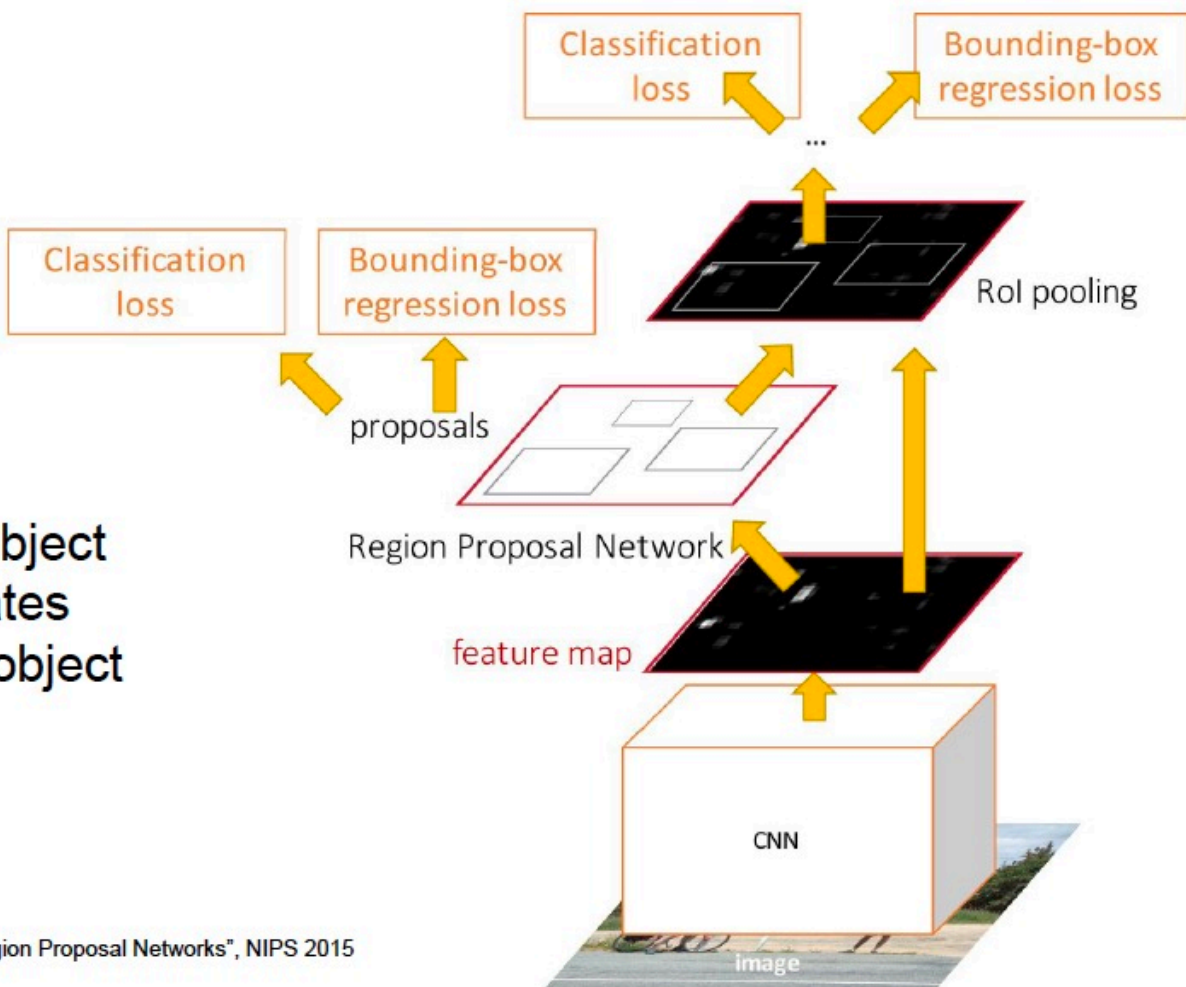 Classification
loss
Bounding-box
regression loss
...
Classification
loss
Bounding-box
regression loss
RoI pooling
proposals
Region Proposal Network
bject
ates
object
feature map
CNN
image
gion Proposal Networks", NIPS 2015